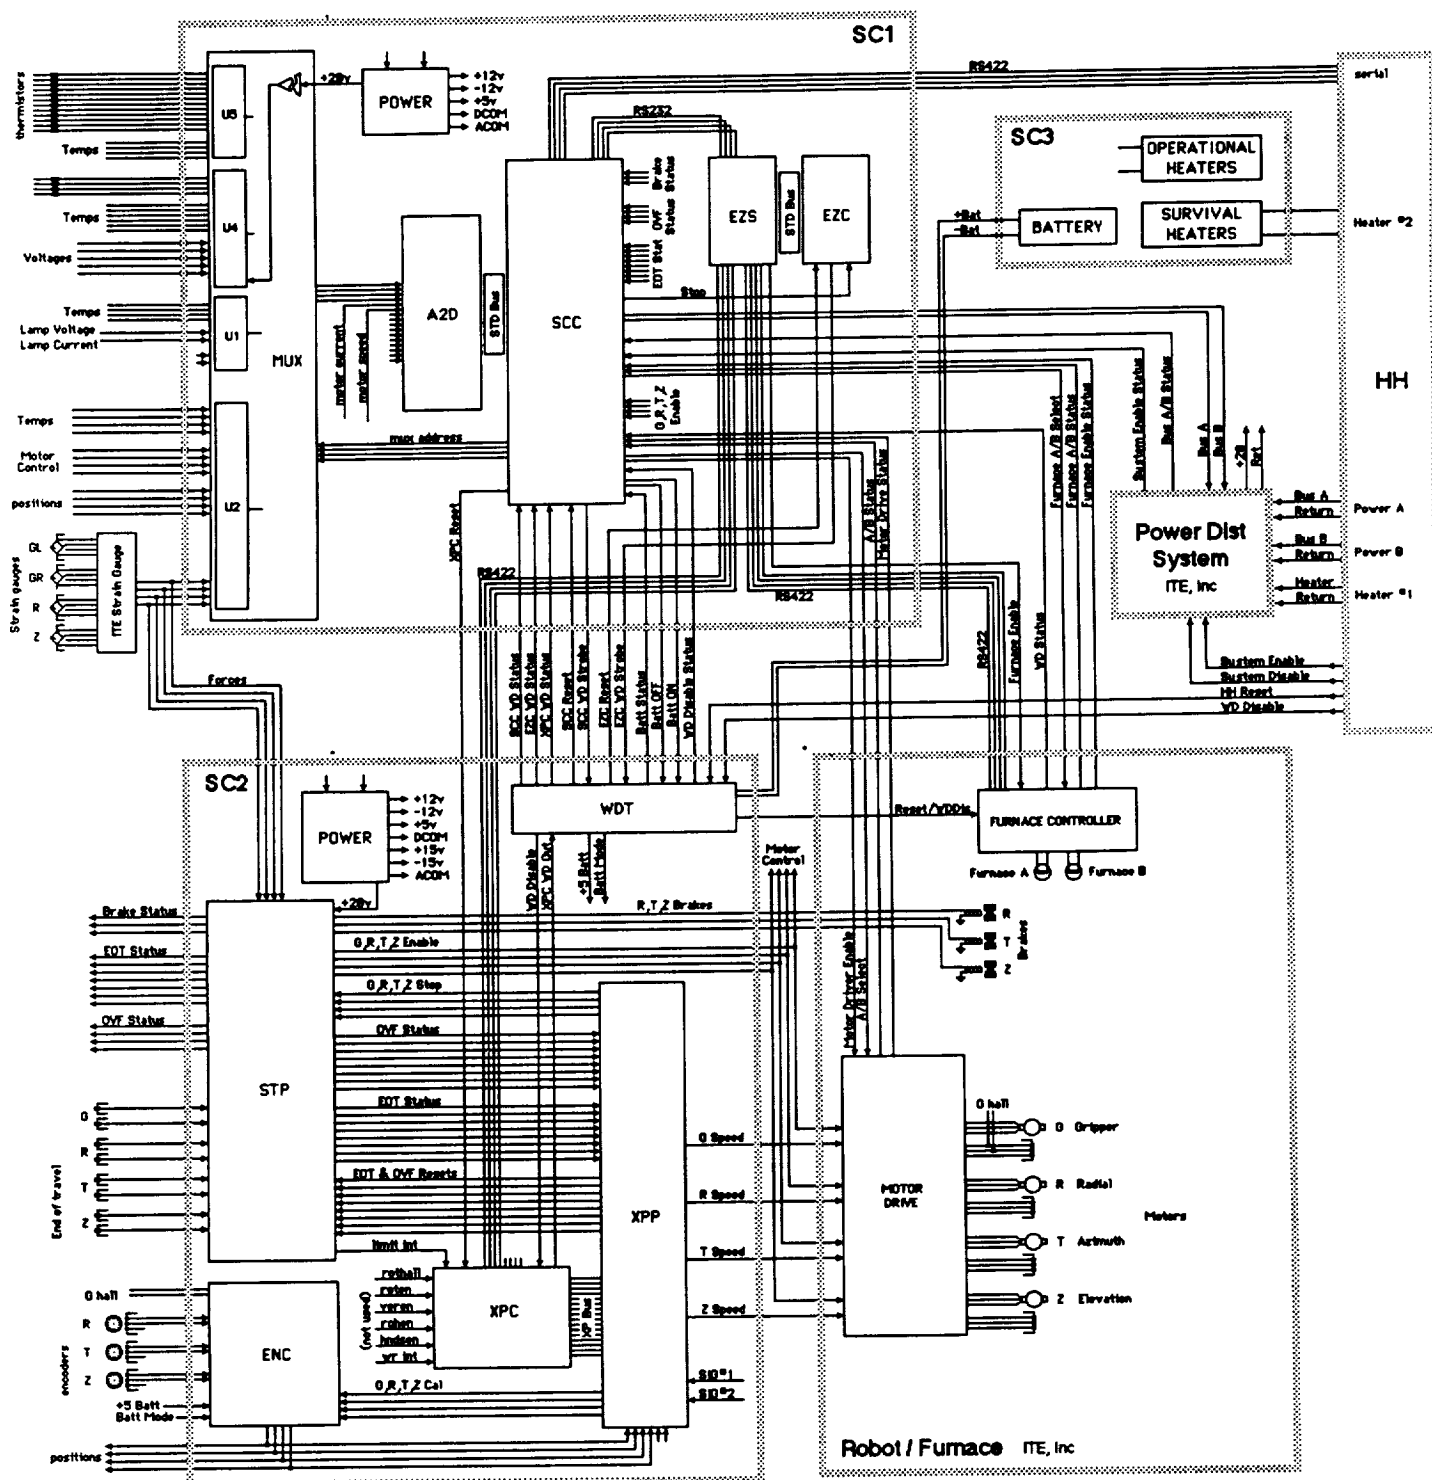 SC1
thermistors
U5
+28v
POWER
+12v
-12v
+5v
DCOM
ACOM
RS422
serial
Temps
RS232
SC3
OPERATIONAL
HEATERS
U4
Temps
Voltages
A2D
STD Bus
SCC
Brake
Status
OVF
Status
EOT Stat
EZS
STD Bus
EZC
+Bat
-Bat
BATTERY
SURVIVAL
HEATERS
Heater #2
Stop
Temps
Lamp Voltage
Lamp Current
U1
MUX
motor current
motor speed
G,R,T,Z
Enable
HH
Furnace A/B Select
Furnace A/B Status
Furnace Enable Status
System Enable Status
Bus A/B Status
Bus A
Bus B
+28
Ret
Temps
Motor
Control
positions
U2
mux address
XPC Reset
A/B Status
Motor Drive Status
Power Dist
System
ITE, Inc
Bus A
Return
Power A
Bus B
Return
Power B
Heater
Return
Heater #1
Strain gauges
GL
GR
R
Z
ITE Strain Gauge
RS422
RS422
RS422
Furnace Enable
WD Status
Forces
SCC WD Status
EZC WD Status
XPC WD Status
SCC Reset
SCC WD Strobe
EZC Reset
EZC WD Strobe
Batt Status
Batt OFF
Batt ON
WD Disable Status
System Enable
System Disable
HH Reset
WD Disable
SC2
POWER
+12v
-12v
+5v
DCOM
+15v
-15v
ACOM
+28v
WDT
Reset/WDDis
FURNACE CONTROLLER
Furnace A
Furnace B
WD Disable
XPC WD Out
+5 Batt
Batt Mode
Motor
Control
Brake Status
R,T,Z Brakes
R
T
Z
Brakes
EOT Status
G,R,T,Z Enable
G,R,T,Z Stop
OVF Status
OVF Status
STP
EOT Status
EOT & OVF Resets
Motor Driver Enable
A/B Select
End of travel
G
R
T
Z
XPP
G Speed
R Speed
T Speed
Z Speed
MOTOR
DRIVE
G hall
G Gripper
R Radial
T Azimuth
Z Elevation
Motors
limit int
G hall
encoders
R
T
Z
+5 Batt
Batt Mode
ENC
(not used)
rothall
roten
veren
rohen
hndsen
wr int
XPC
XP Bus
G,R,T,Z Cal
SIO #1
SIO #2
positions
Robot / Furnace ITE, Inc